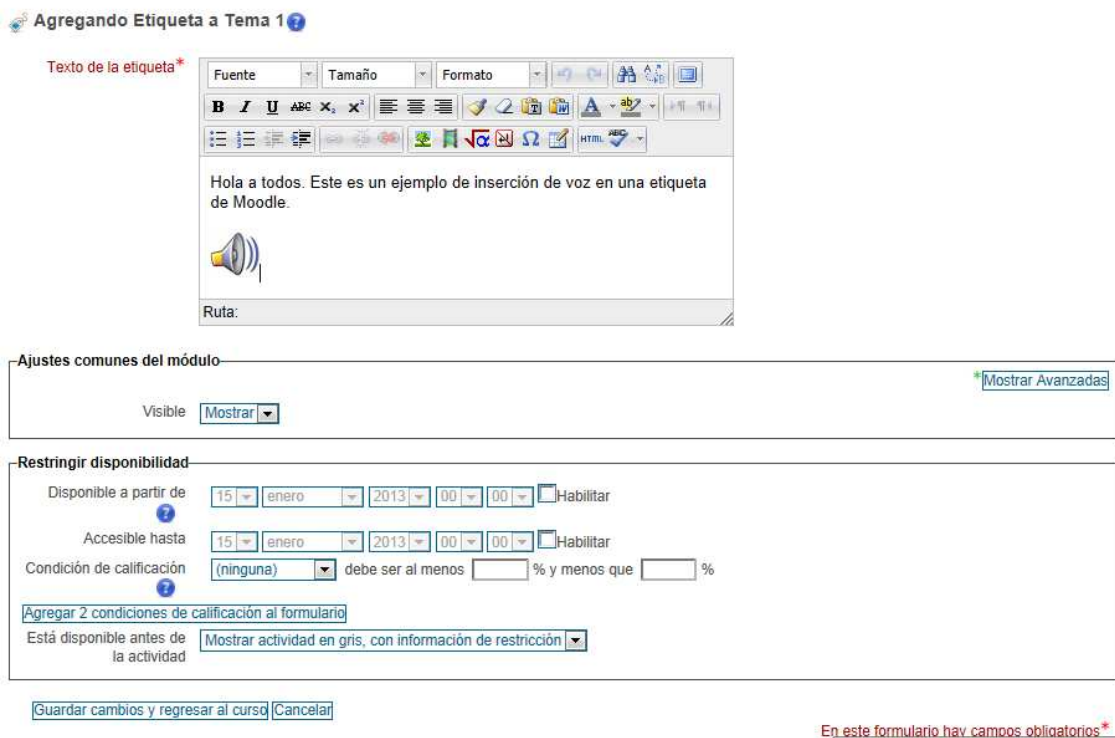 Agregando Etiqueta a Tema 1
Texto de la etiqueta*
Fuente Tamaño Formato
B I U ABC X₂ X²
HTML ABC
Hola a todos. Este es un ejemplo de inserción de voz en una etiqueta
de Moodle.
Ruta:
Ajustes comunes del módulo
*Mostrar Avanzadas
Visible Mostrar
Restringir disponibilidad
Disponible a partir de 15 enero 2013 00 00 Habilitar
Accesible hasta 15 enero 2013 00 00 Habilitar
Condición de calificación (ninguna) debe ser al menos % y menos que %
Agregar 2 condiciones de calificación al formulario
Está disponible antes de
la actividad Mostrar actividad en gris, con información de restricción
Guardar cambios y regresar al curso Cancelar
En este formulario hay campos obligatorios*